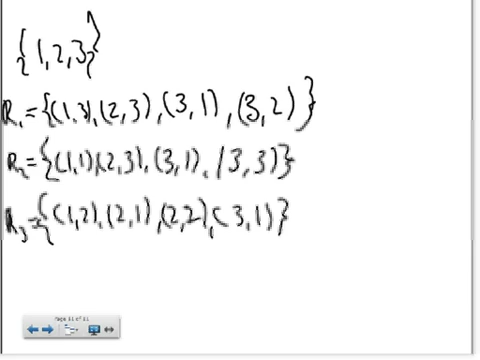 {1,2,3}
R₁={(1,3),(2,3),(3,1),(3,2)}
R₂={(1,1)(2,3),(3,1),(3,3)}
R₃={(1,2),(2,1),(2,2),(3,1)}